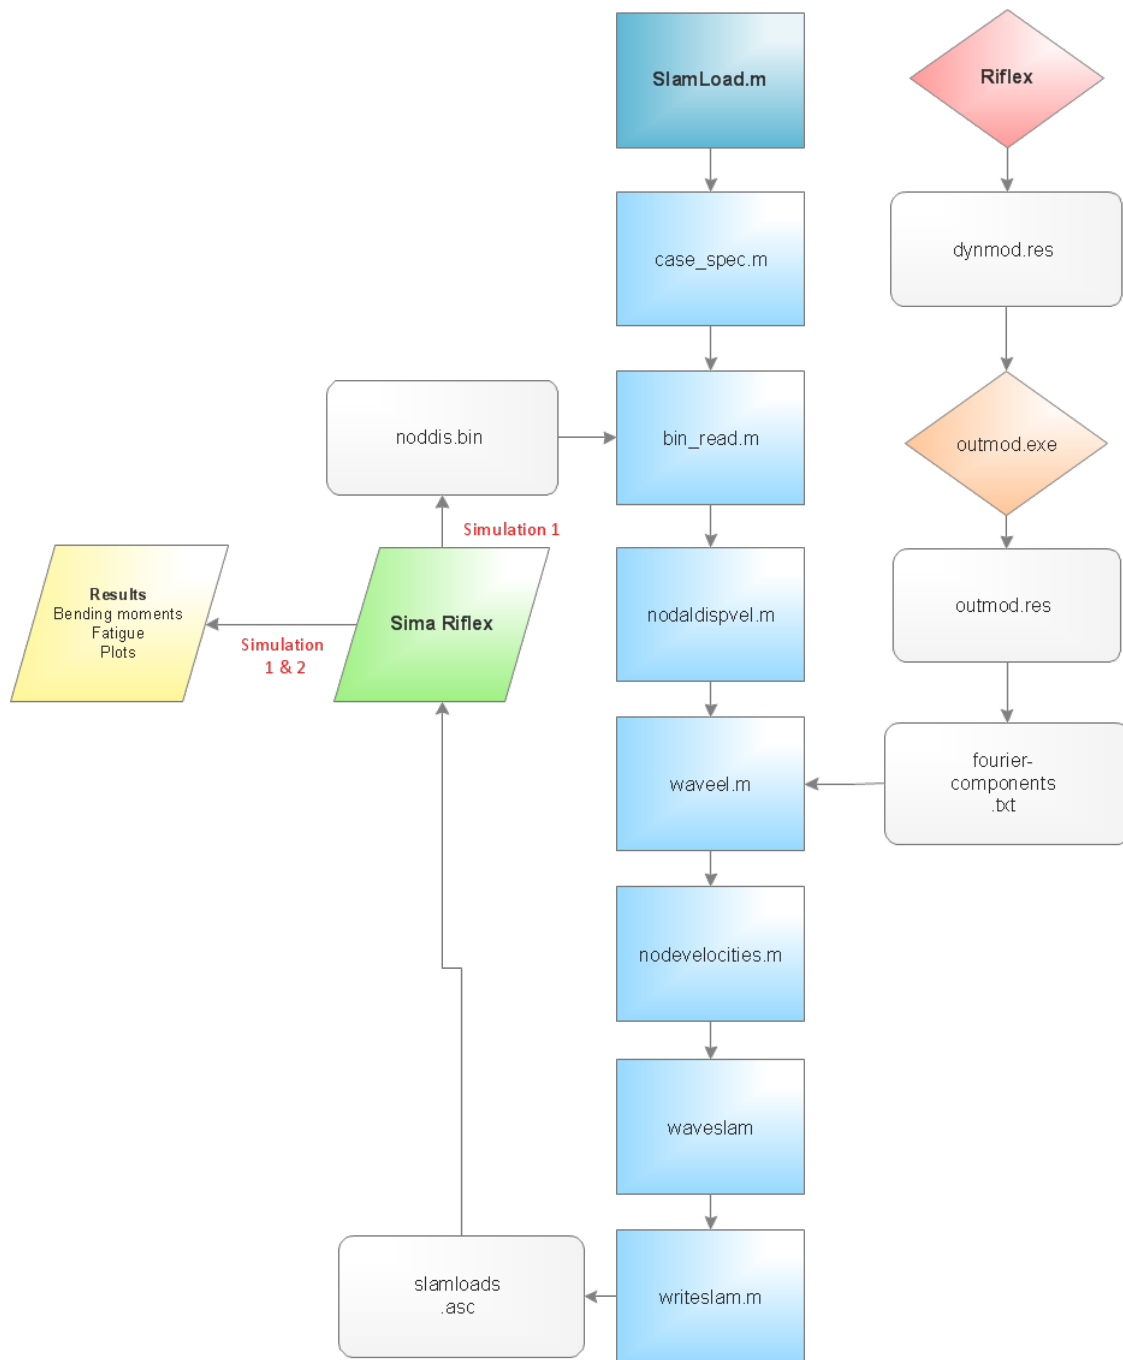 SlamLoad.m
Riflex
case_spec.m
dynmod.res
noddis.bin
bin_read.m
outmod.exe
Simulation 1
Results
Bending moments
Fatigue
Plots
Simulation
1 & 2
Sima Riflex
nodaldispvel.m
outmod.res
waveel.m
fourier-
components
.txt
nodevelocities.m
waveslam
slamloads
.asc
writeslam.m